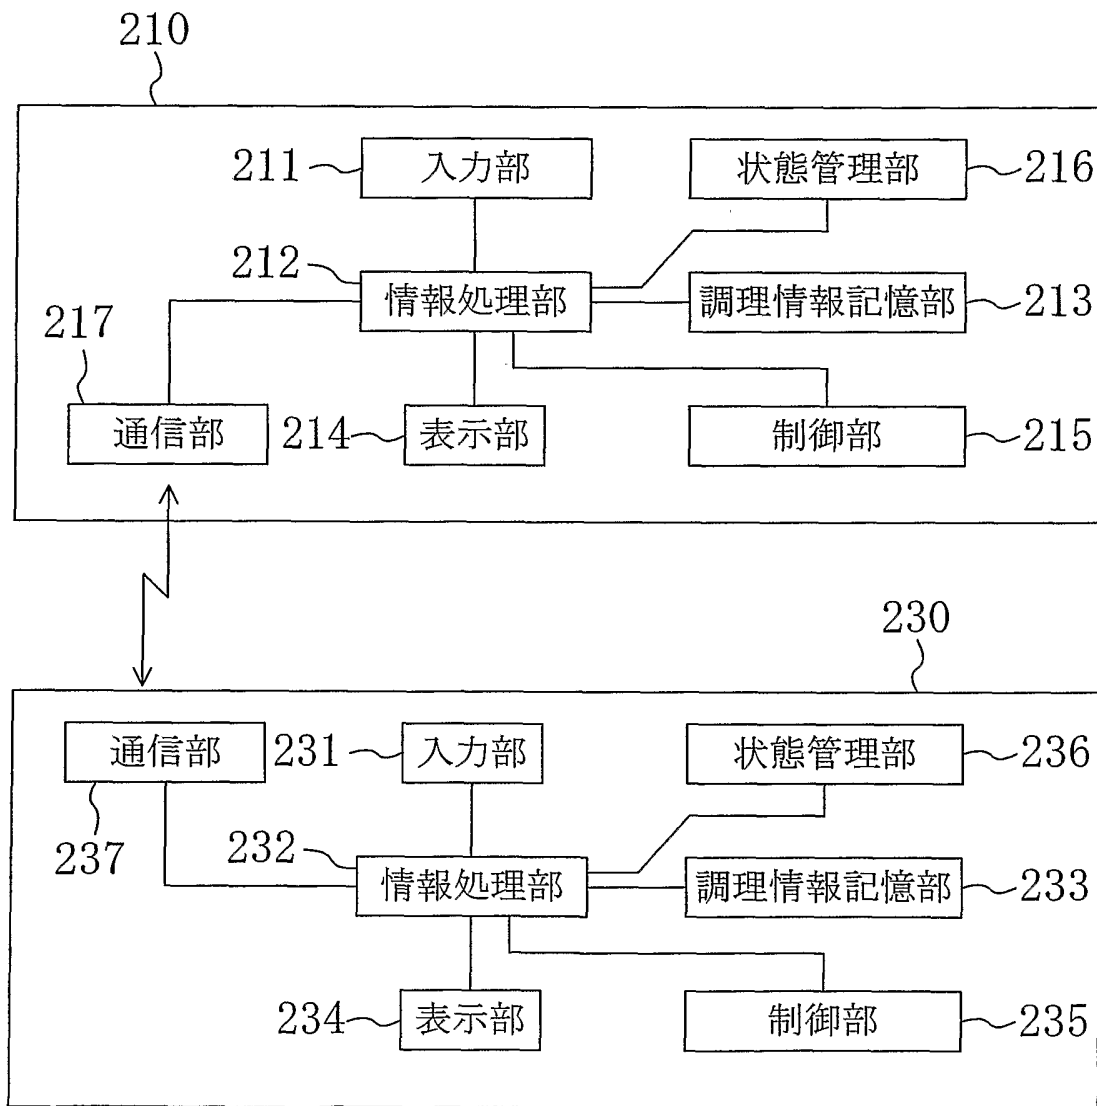 210
211 入力部 状態管理部 216
212 情報処理部 調理情報記憶部 213
217
通信部 214 表示部 制御部 215
230
通信部 231 入力部 状態管理部 236
237 232 情報処理部 調理情報記憶部 233
234 表示部 制御部 235